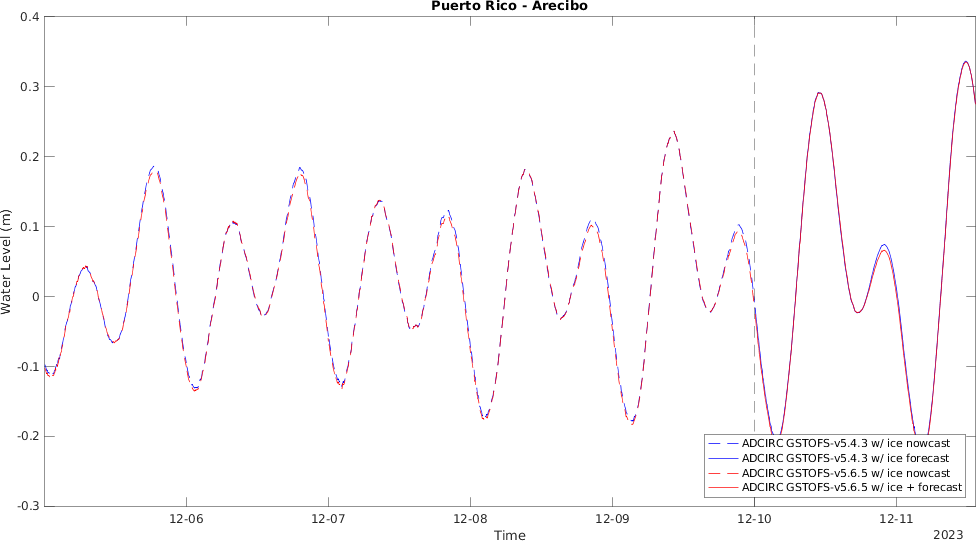 Puerto Rico - Arecibo
0.4
0.3
0.2
0.1
0
-0.1
-0.2
-0.3
Water Level (m)
ADCIRC GSTOFS-v5.4.3 w/ ice nowcast
ADCIRC GSTOFS-v5.4.3 w/ ice forecast
ADCIRC GSTOFS-v5.6.5 w/ ice nowcast
ADCIRC GSTOFS-v5.6.5 w/ ice + forecast
12-06 12-07 12-08 12-09 12-10 12-11
Time
2023